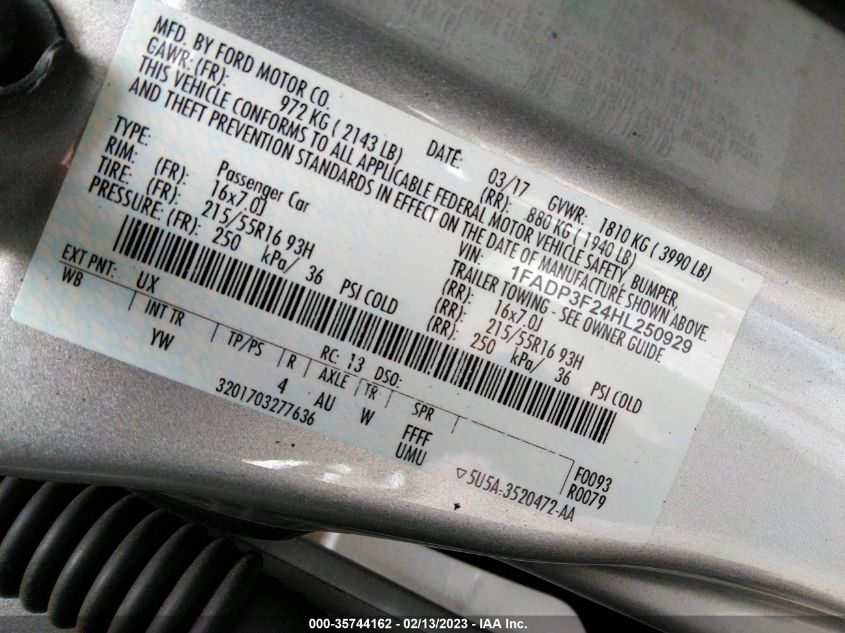 MFD. BY FORD MOTOR CO.
DATE: 03/17 GVWR: 1810 KG ( 3990 LB)
GAWR: (FR): 972 KG ( 2143 LB) (RR): 880 KG ( 1940 LB)
THIS VEHICLE CONFORMS TO ALL APPLICABLE FEDERAL MOTOR VEHICLE SAFETY, BUMPER,
AND THEFT PREVENTION STANDARDS IN EFFECT ON THE DATE OF MANUFACTURE SHOWN ABOVE.
VIN: 1FADP3F24HL250929
TYPE: Passenger Car TRAILER TOWING - SEE OWNER GUIDE
RIM: (FR): 16x7.0J (RR): 16x7.0J
TIRE: (FR): 215/55R16 93H (RR): 215/55R16 93H
PRESSURE: (FR): 250 kPa/ 36 PSI COLD (RR): 250 kPa/ 36 PSI COLD
EXT PNT: UX RC: 13 DSO:
WB INT TR TP/PS R AXLE TR SPR
YW 4 AU W FFFF F0093
UMU R0079
3201703277636 5U5A-3520472-AA
000-35744162 - 02/13/2023 - IAA Inc.